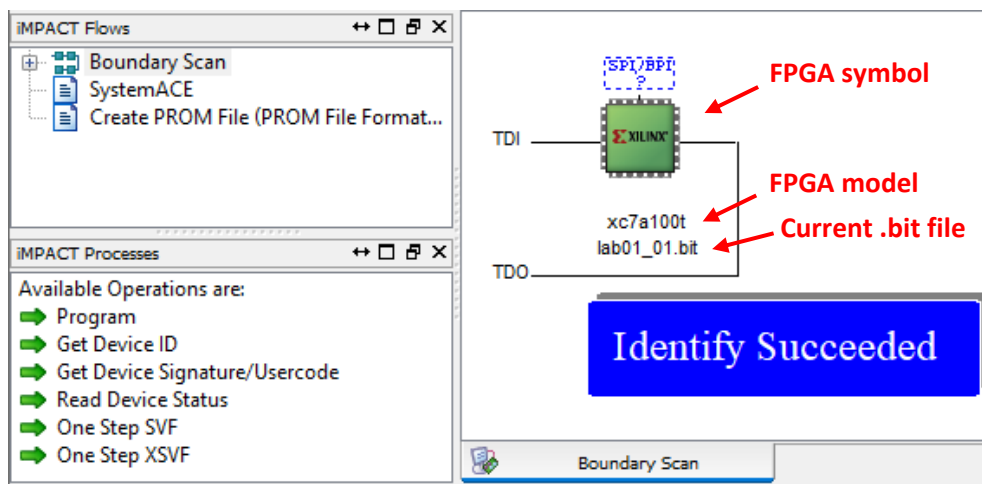 iMPACT Flows
Boundary Scan
SystemACE
Create PROM File (PROM File Format...
iMPACT Processes
Available Operations are:
Program
Get Device ID
Get Device Signature/Usercode
Read Device Status
One Step SVF
One Step XSVF
SPI/BPI
?
FPGA symbol
TDI
XILINX
FPGA model
xc7a100t
Current .bit file
lab01_01.bit
TDO
Identify Succeeded
Boundary Scan